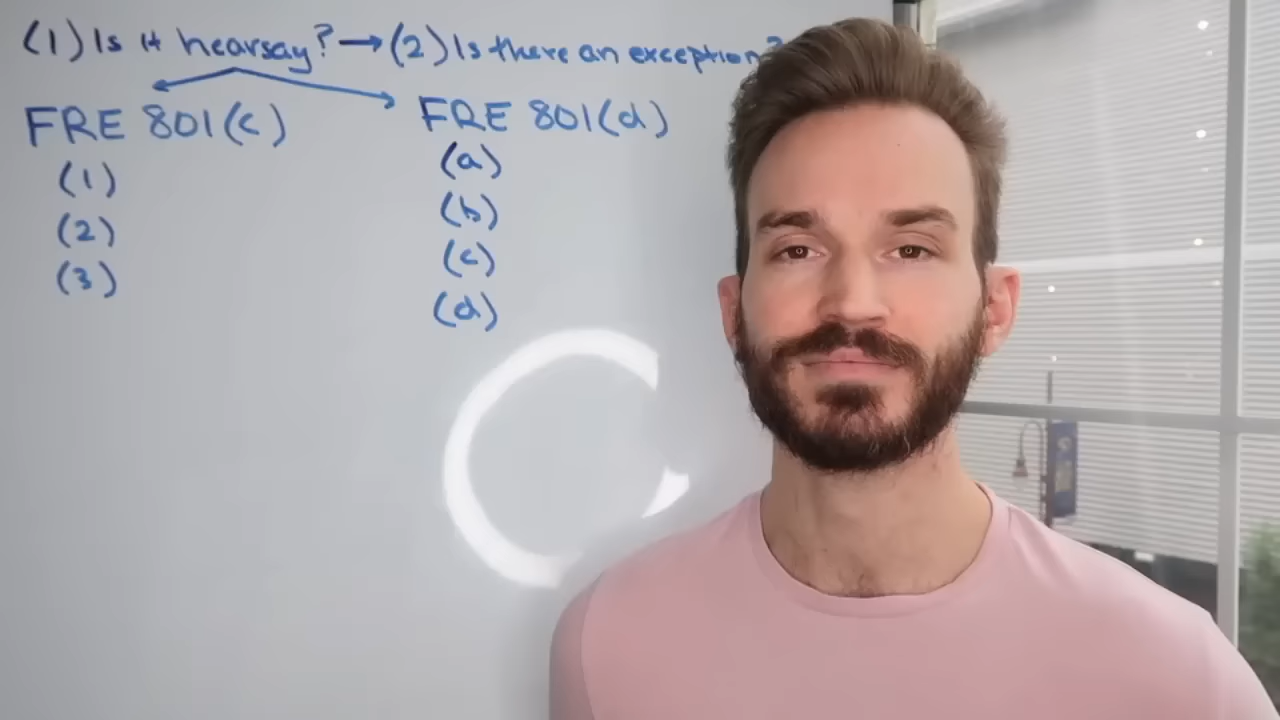 (1) Is it hearsay? → (2) Is there an exception?
FRE 801(c)
(1)
(2)
(3)
FRE 801(d)
(a)
(b)
(c)
(d)